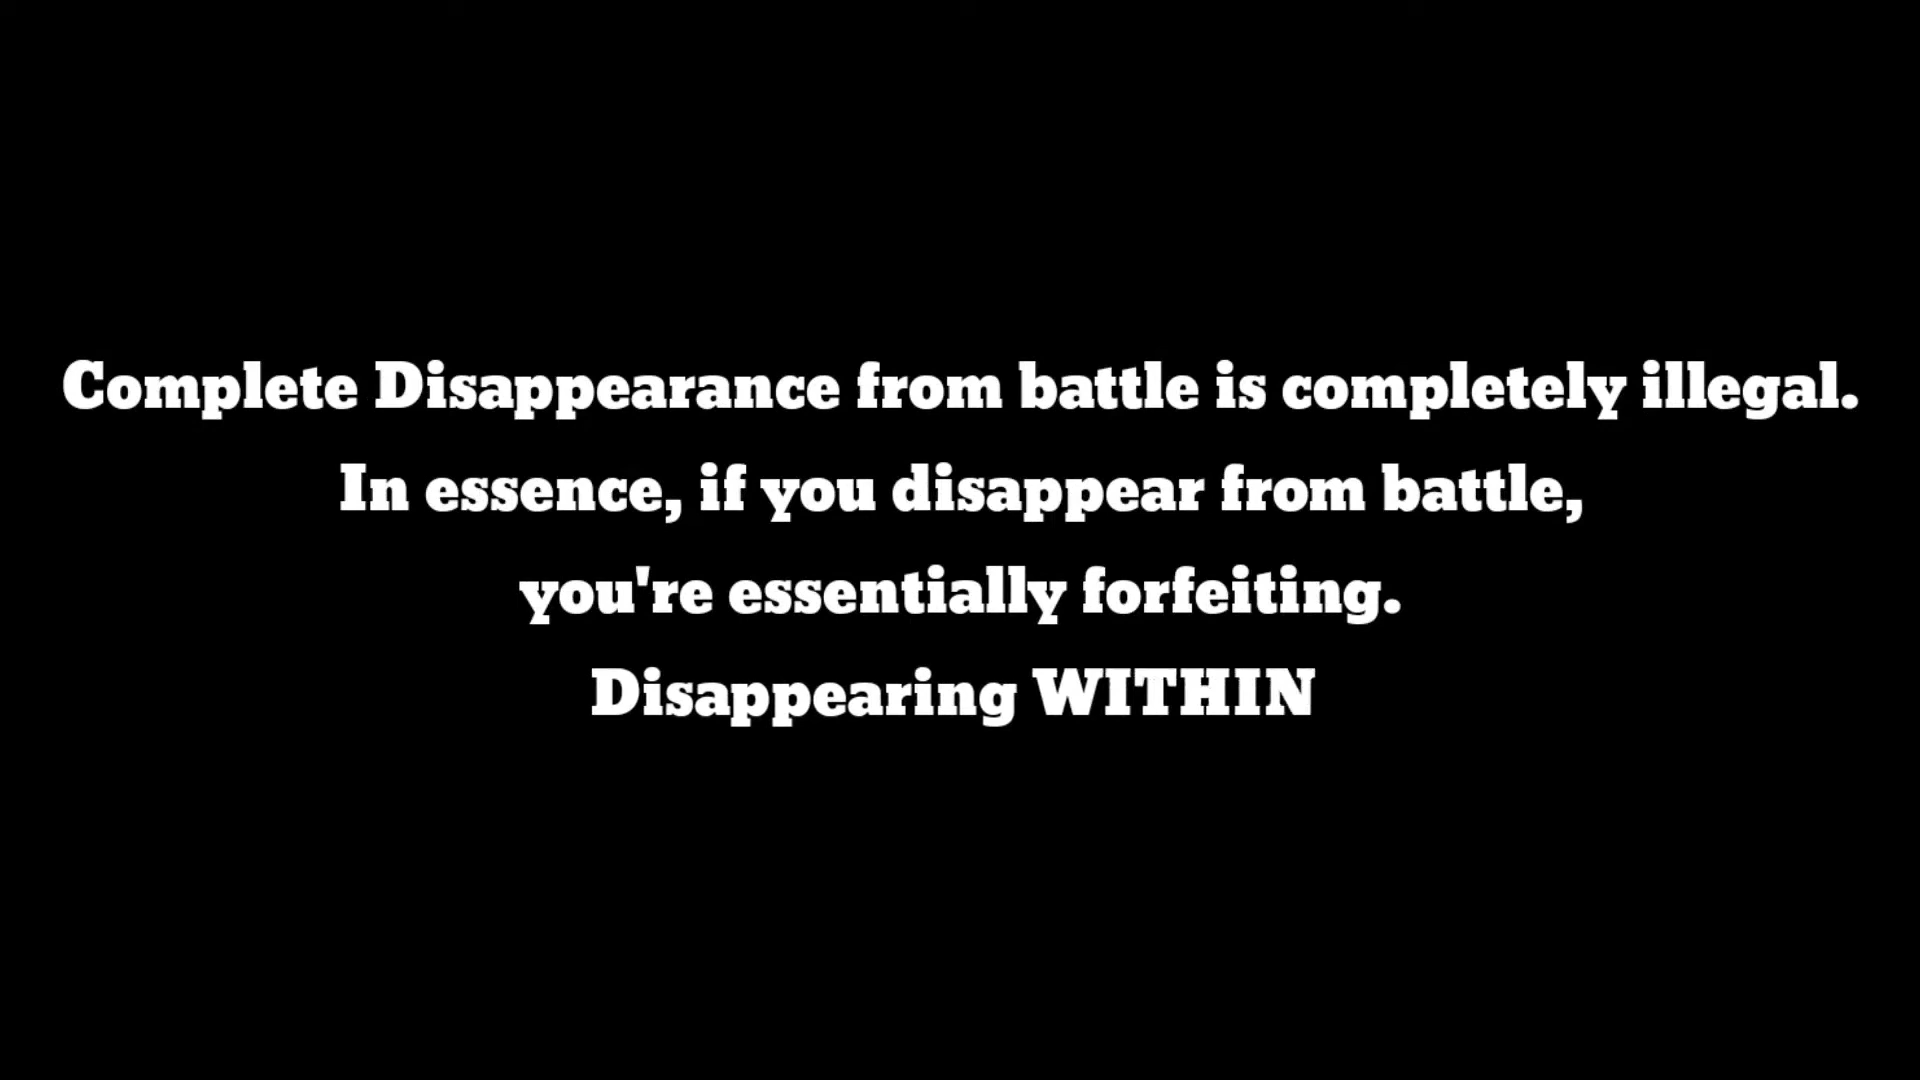 Complete Disappearance from battle is completely illegal.
In essence, if you disappear from battle,
you're essentially forfeiting.
Disappearing WITHIN